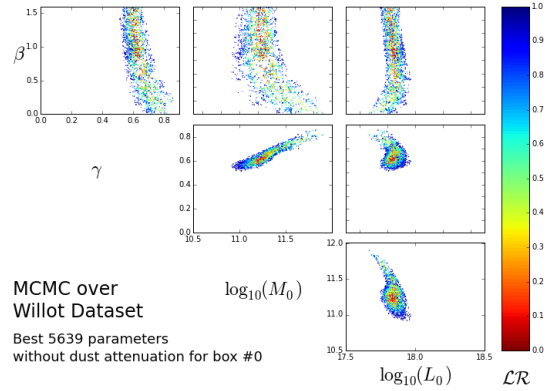 1.5
1.0
0.5
0.0
β
0.0 0.2 0.4 0.6 0.8
0.8
0.6
0.4
0.2
0.0
γ
10.5 11.0 11.5
12.0
11.5
11.0
10.5
17.5 18.0 18.5
log₁₀(M₀)
log₁₀(L₀)
1.0
0.9
0.8
0.7
0.6
0.5
0.4
0.3
0.2
0.1
0.0
ℒℛ
MCMC over
Willot Dataset
Best 5639 parameters
without dust attenuation for box #0